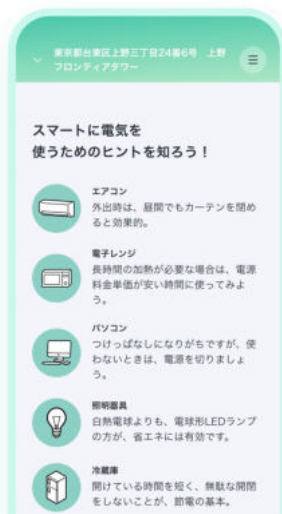 東京都台東区上野三丁目24番6号 上野
フロンティアタワー
スマートに電気を
使うためのヒントを知ろう！
エアコン
外出時は、昼間でもカーテンを閉め
ると効果的。
電子レンジ
長時間の加熱が必要な場合は、電源
料金単価が安い時間に使ってみよ
う。
パソコン
つけっぱなしになりがちですが、使
わないときは、電源を切りましょ
う。
照明器具
白熱電球よりも、電球形LEDランプ
の方が、省エネには有効です。
冷蔵庫
開けている時間を短く、無駄な開閉
をしないことが、節電の基本。